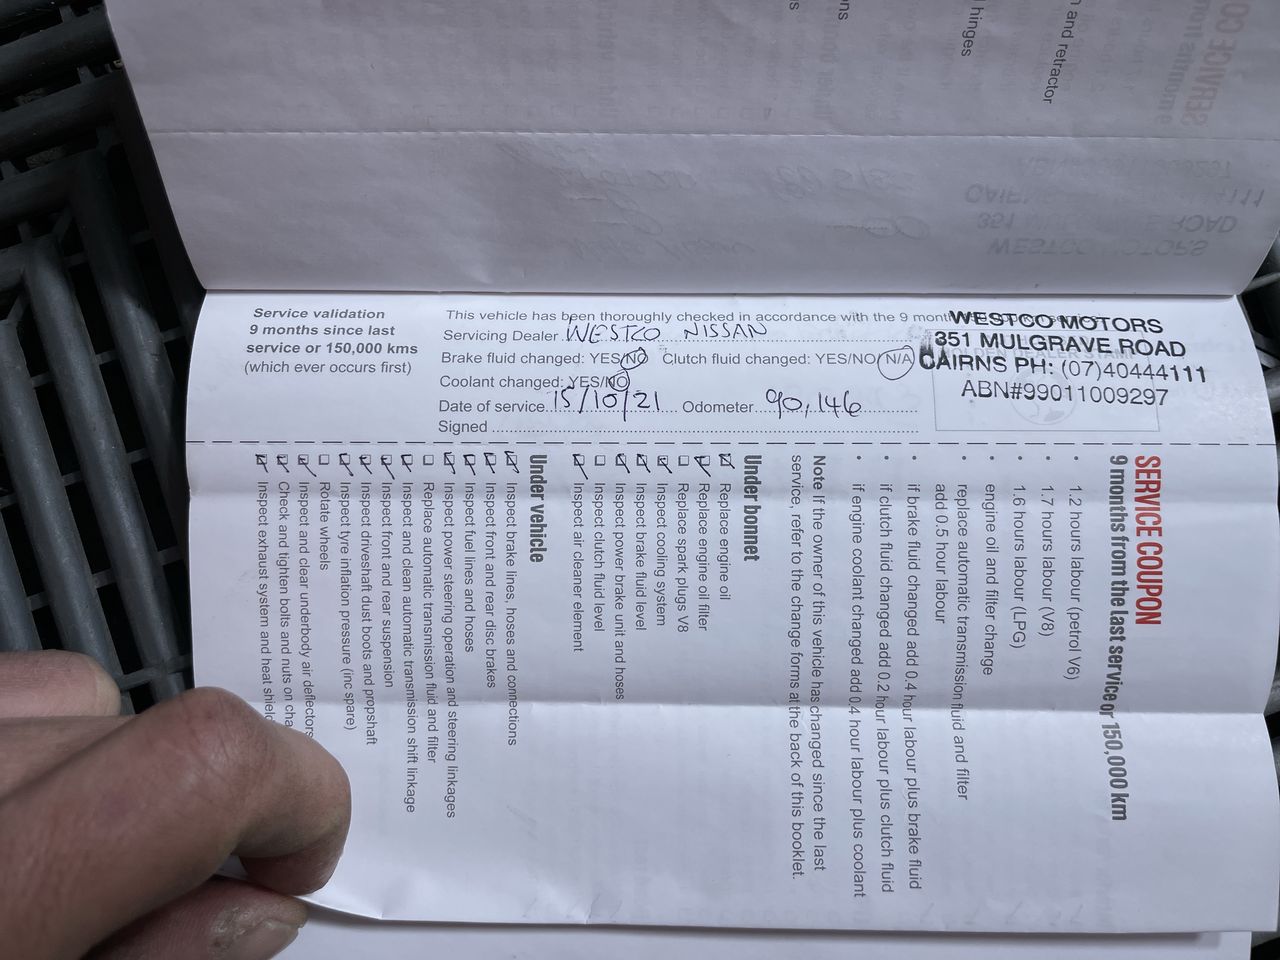 hinges
and retractor
Service validation
9 months since last
service or 150,000 kms
(which ever occurs first)
This vehicle has been thoroughly checked in accordance with the 9 month
Servicing Dealer WESTCO NISSAN
Brake fluid changed: YES/NO Clutch fluid changed: YES/NO/N/A
Coolant changed: YES/NO
Date of service 15/10/21 Odometer 90,146
Signed
WESTCO MOTORS
351 MULGRAVE ROAD
CAIRNS PH: (07)40444111
ABN#99011009297
SERVICE COUPON
9 months from the last service or 150,000 km
• 1.2 hours labour (petrol V6)
• 1.7 hours labour (V8)
• 1.6 hours labour (LPG)
engine oil and filter change
• replace automatic transmission fluid and filter
add 0.5 hour labour
• if brake fluid changed add 0.4 hour labour plus brake fluid
• if clutch fluid changed add 0.2 hour labour plus clutch fluid
• if engine coolant changed add 0.4 hour labour plus coolant
Note If the owner of this vehicle has changed since the last
service, refer to the change forms at the back of this booklet.
Under bonnet
Replace engine oil
Replace engine oil filter
Replace spark plugs V8
Inspect cooling system
Inspect brake fluid level
Inspect power brake unit and hoses
Inspect clutch fluid level
Inspect air cleaner element
Under vehicle
Inspect brake lines, hoses and connections
Inspect front and rear disc brakes
Inspect fuel lines and hoses
Inspect power steering operation and steering linkages
Replace automatic transmission fluid and filter
Inspect and clean automatic transmission shift linkage
Inspect front and rear suspension
Inspect driveshaft dust boots and propshaft
Inspect tyre inflation pressure (inc spare)
Rotate wheels
Inspect and clear underbody air deflectors
Check and tighten bolts and nuts on cha
Inspect exhaust system and heat shield